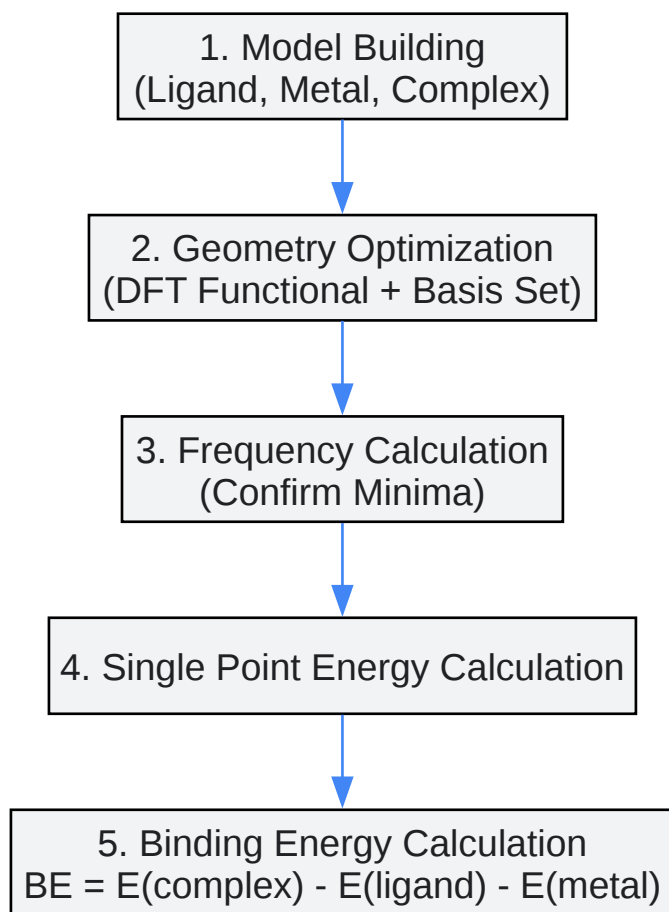 1. Model Building
(Ligand, Metal, Complex)
2. Geometry Optimization
(DFT Functional + Basis Set)
3. Frequency Calculation
(Confirm Minima)
4. Single Point Energy Calculation
5. Binding Energy Calculation
BE = E(complex) - E(ligand) - E(metal)